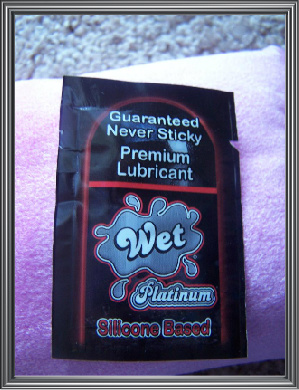 Guaranteed
Never Sticky
Premium
Lubricant
Wet
Platinum
Silicone Based